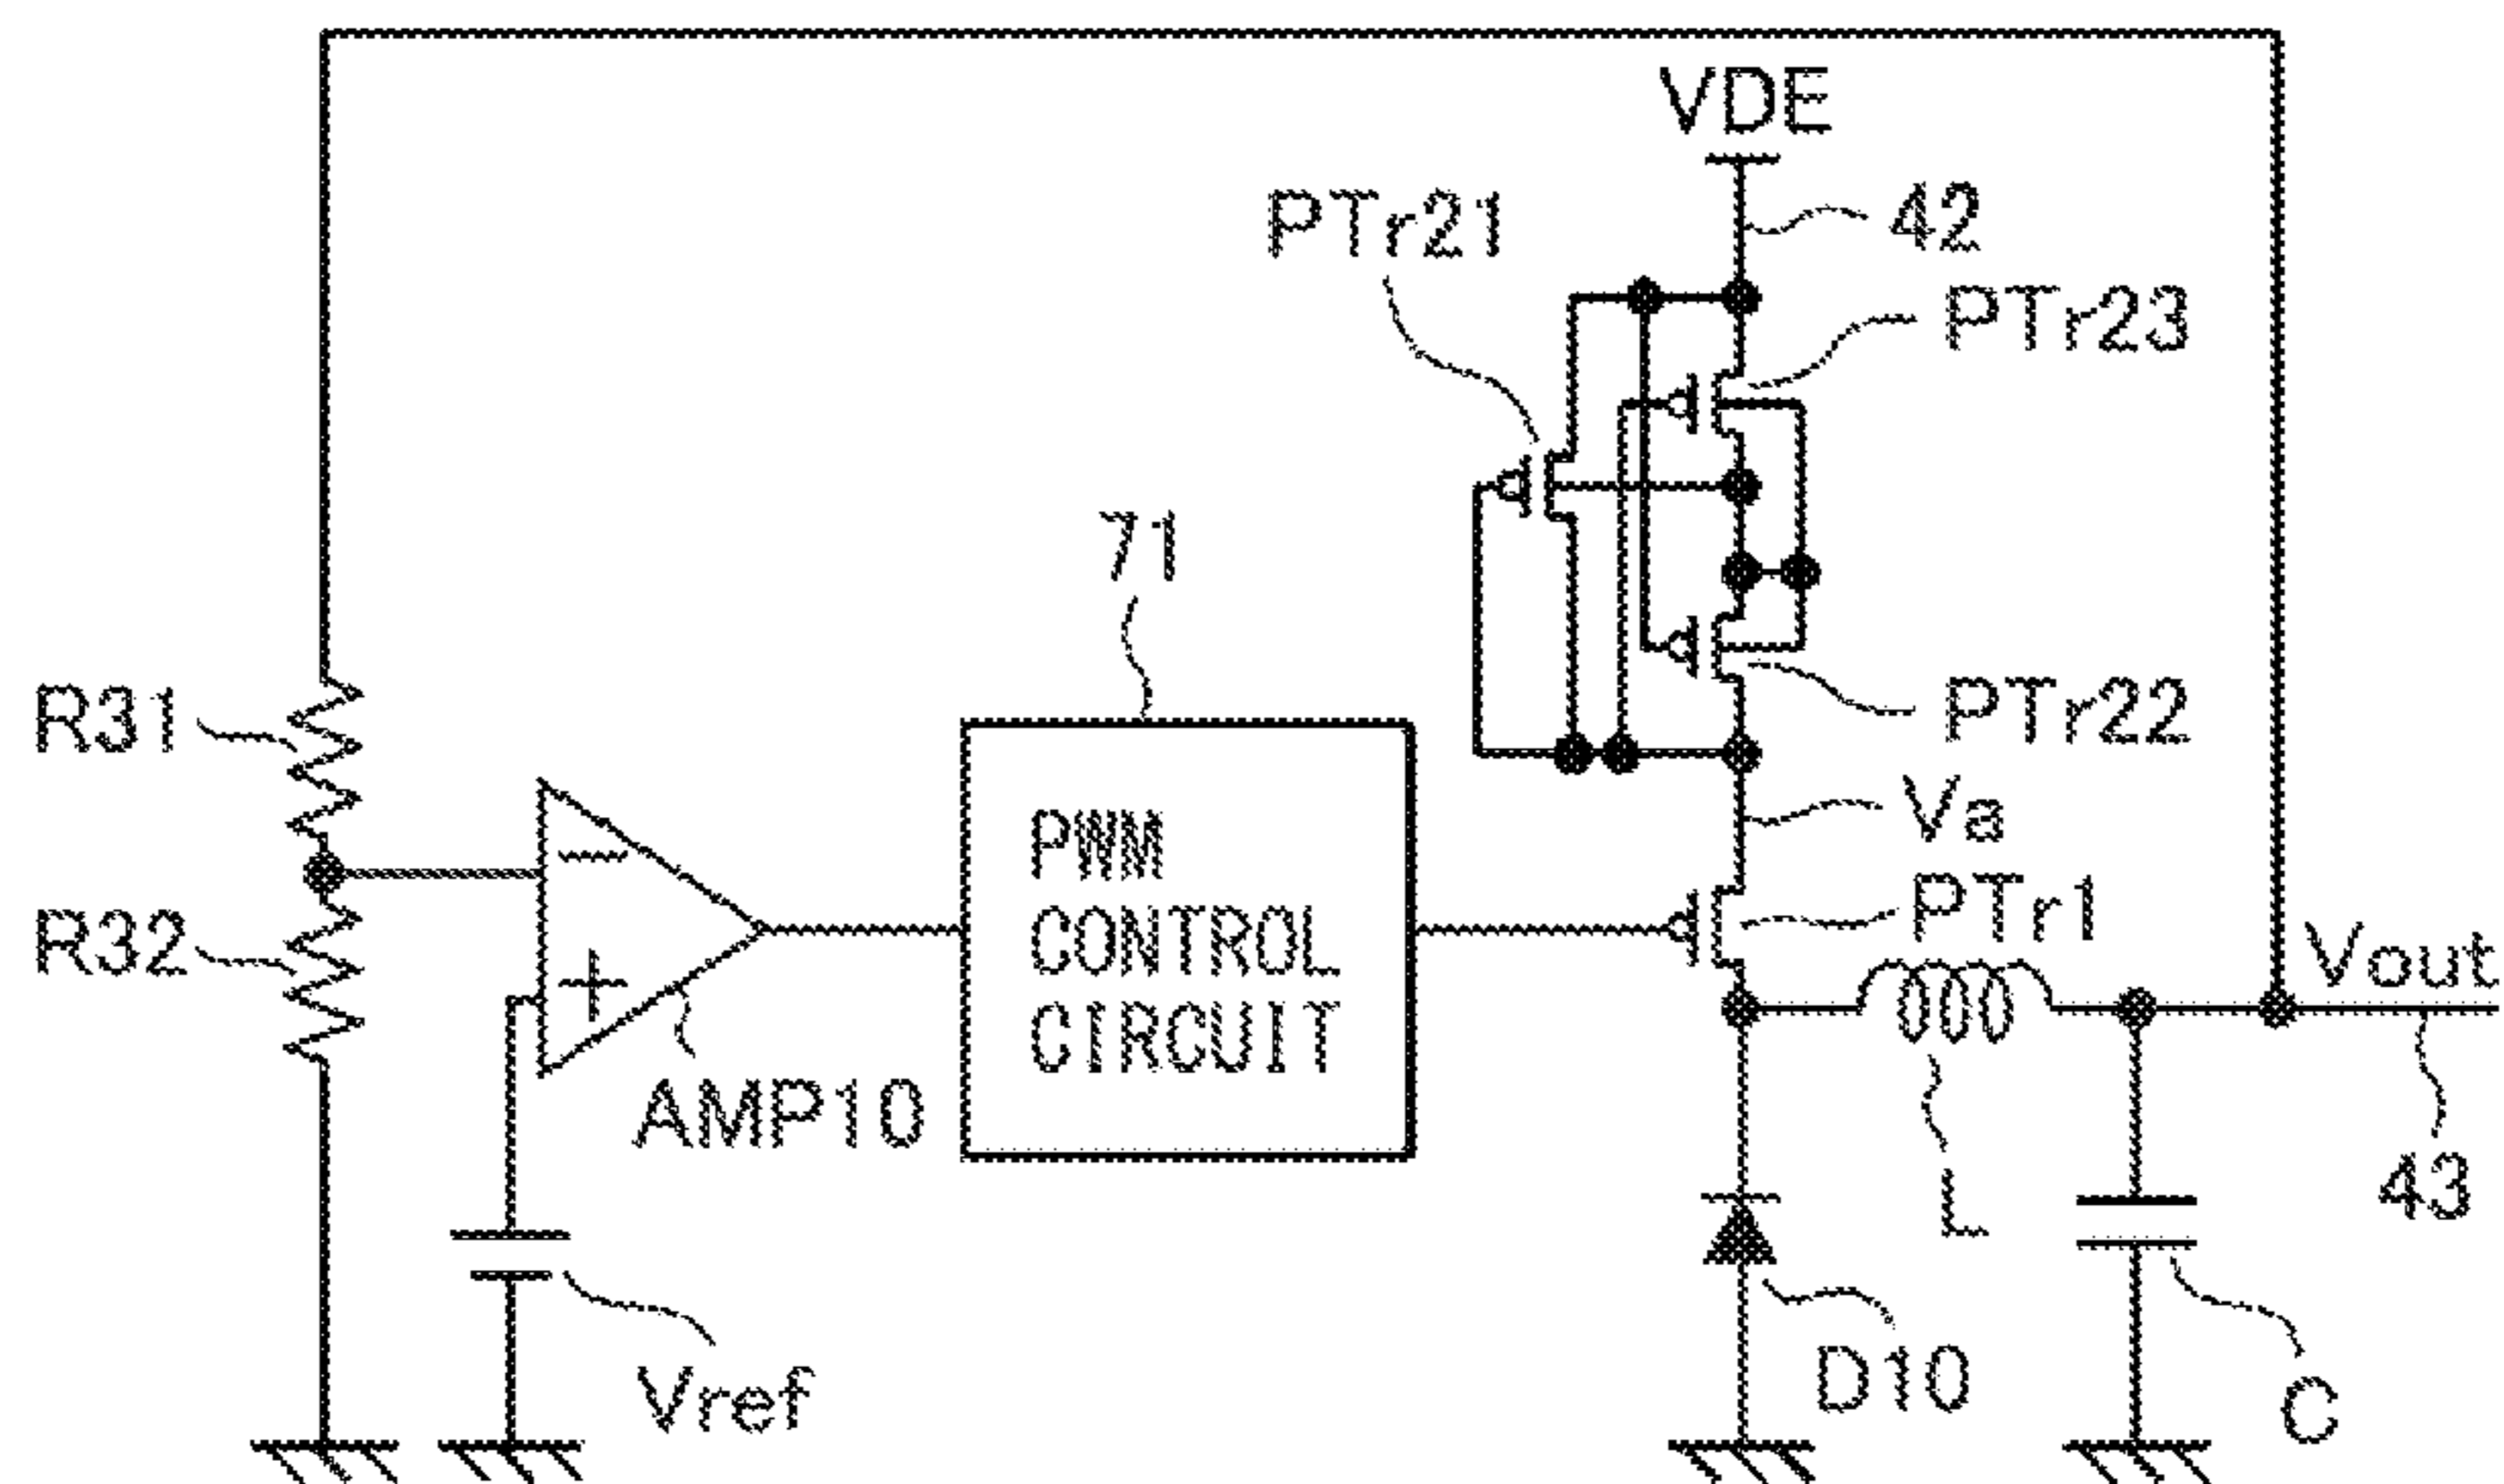 VDE
42
PTr21
PTr23
71
R31
PTr22
PWM
CONTROL
CIRCUIT
Va
PTr1
R32
Vout
AMP10
L
43
Vref
D10
C